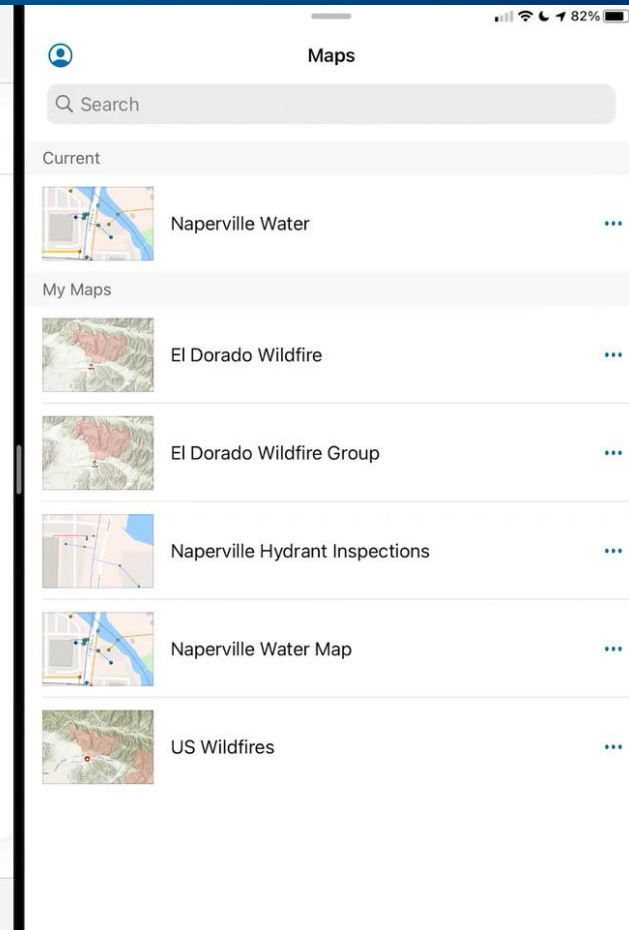 82%
Maps
Search
Current
Naperville Water
My Maps
El Dorado Wildfire
El Dorado Wildfire Group
Naperville Hydrant Inspections
Naperville Water Map
US Wildfires